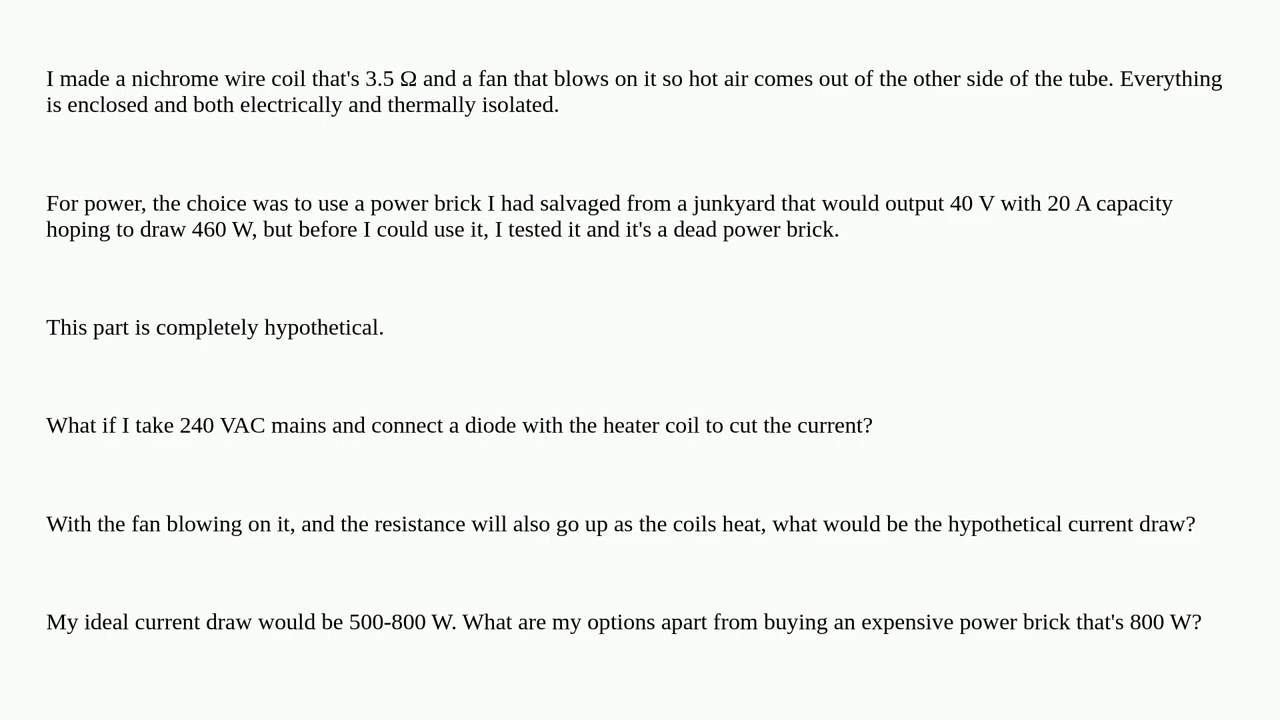 I made a nichrome wire coil that's 3.5 Ω and a fan that blows on it so hot air comes out of the other side of the tube. Everything
is enclosed and both electrically and thermally isolated.
For power, the choice was to use a power brick I had salvaged from a junkyard that would output 40 V with 20 A capacity
hoping to draw 460 W, but before I could use it, I tested it and it's a dead power brick.
This part is completely hypothetical.
What if I take 240 VAC mains and connect a diode with the heater coil to cut the current?
With the fan blowing on it, and the resistance will also go up as the coils heat, what would be the hypothetical current draw?
My ideal current draw would be 500-800 W. What are my options apart from buying an expensive power brick that's 800 W?